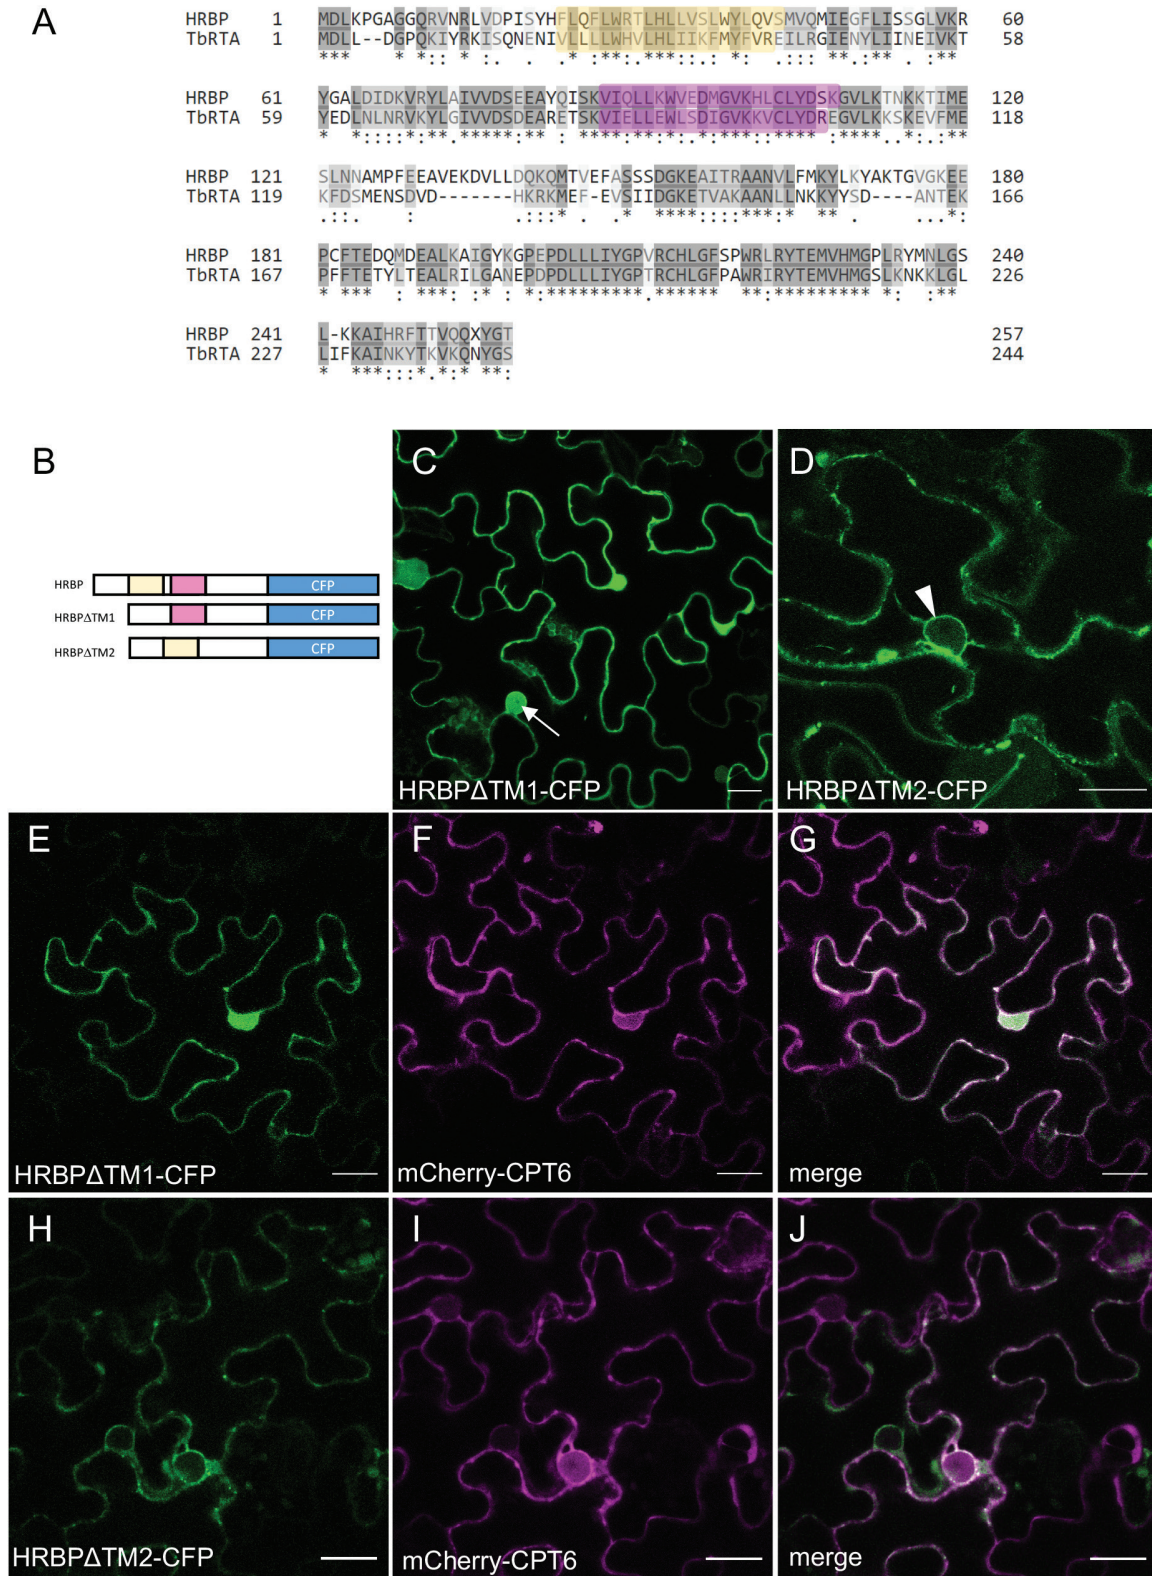 A
HRBP 1 MDLKPGAGGQRVNRLVDPISYHFLQFLWRTLHLLVSLWYLQVSMVQMIEGFLISSGLVKR 60
TbRTA 1 MDLL--DGPQKIYRKISQNENIVLLLLWHVLHLIIKFMYFVREILRGIENYLIINEIVKT 58
HRBP 61 YGALDIDKVRYLAIVVDSEEAYQISKVIQLLKWVEDMGVKHLCLYDSKGVLKTNKKTIME 120
TbRTA 59 YEDLNLNRVKYLGIVVDSDEARETSKVIELLEWLSDIGVKKVCLYDREGVLKKSKEVFME 118
HRBP 121 SLNNAMPFEEAVEKDVLLDQKQMTVEFASSSDGKEAITRAANVLFMKYLKYAKTGVGKEE 180
TbRTA 119 KFDSMENSDVD-------HKRKMEF-EVSIIDGKETVAKAANLLNKKYYSD----ANTEK 166
HRBP 181 PCFTEDQMDEALKAIGYKGPEPDLLLIYGPVRCHLGFSPWRLRYTEMVHMGPLRYMNLGS 240
TbRTA 167 PFFTETYLTEALRILGANEPDPDLLLIYGPTRCHLGFPAWRIRYTEMVHMGSLKNKKLGL 226
HRBP 241 L-KKAIHRFTTVQQXYGT 257
TbRTA 227 LIFKAINKYTKVKQNYGS 244
B
HRBP CFP
HRBPΔTM1 CFP
HRBPΔTM2 CFP
C
HRBPΔTM1-CFP
D
HRBPΔTM2-CFP
E
HRBPΔTM1-CFP
F
mCherry-CPT6
G
merge
H
HRBPΔTM2-CFP
I
mCherry-CPT6
J
merge